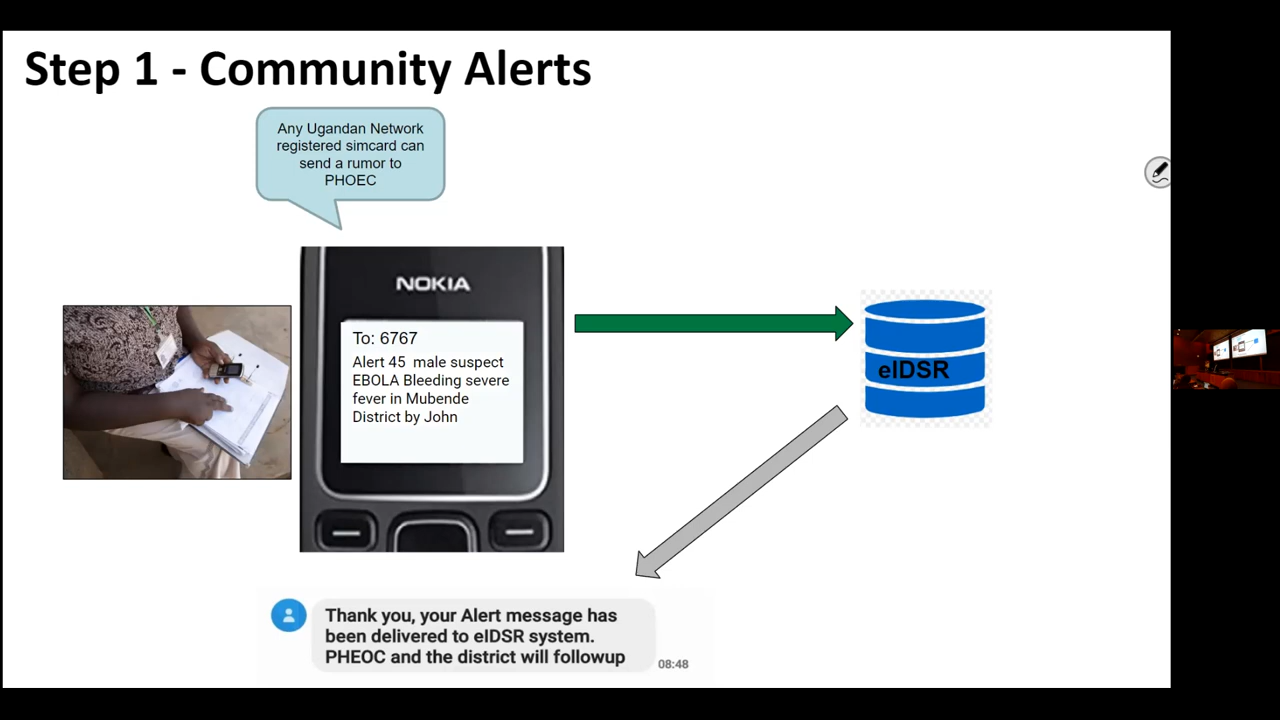 Step 1 - Community Alerts
Any Ugandan Network
registered simcard can
send a rumor to
PHOEC
NOKIA
To: 6767
Alert 45 male suspect
EBOLA Bleeding severe
fever in Mubende
District by John
eIDSR
Thank you, your Alert message has
been delivered to eIDSR system.
PHEOC and the district will followup
08:48